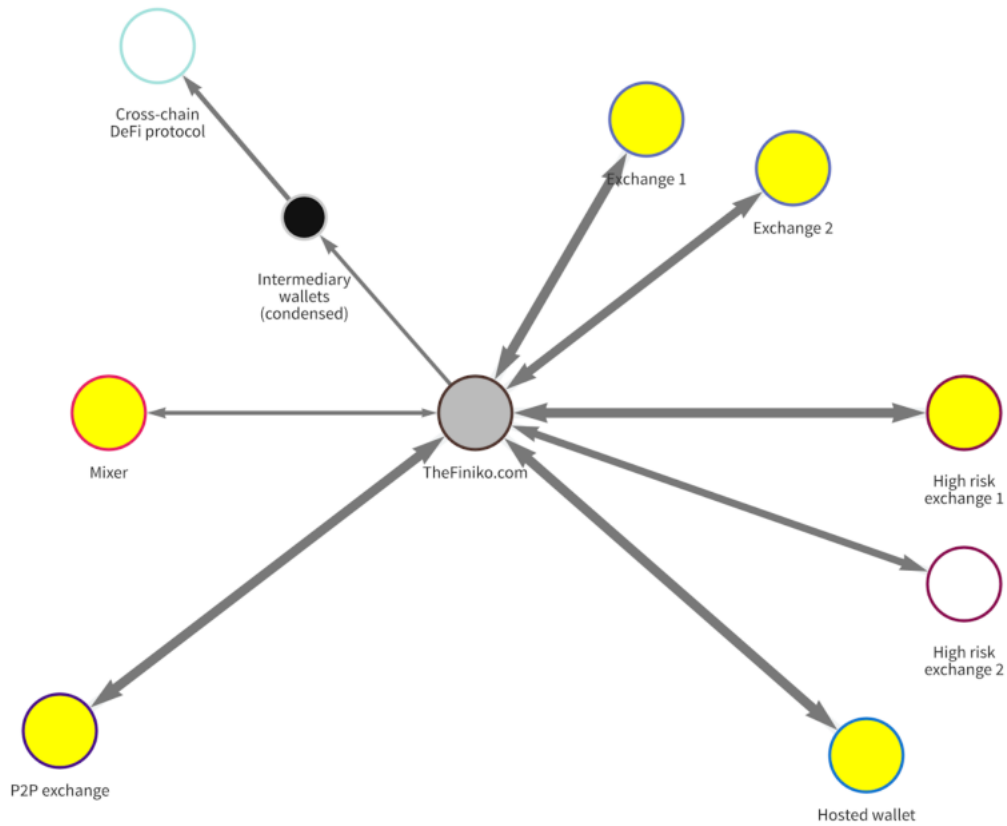 Cross-chain
DeFi protocol
Exchange 1
Exchange 2
Intermediary
wallets
(condensed)
Mixer
TheFiniko.com
High risk
exchange 1
High risk
exchange 2
P2P exchange
Hosted wallet